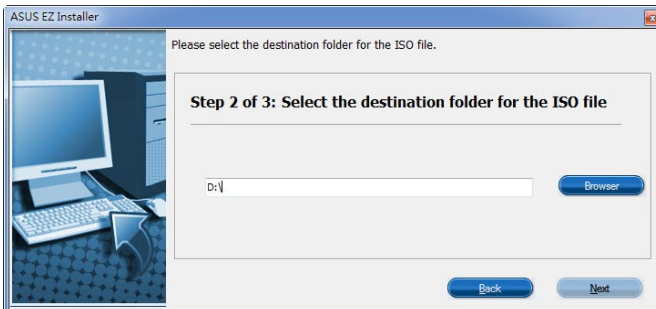 ASUS EZ Installer
Please select the destination folder for the ISO file.
Step 2 of 3: Select the destination folder for the ISO file
D:\
Browser
Back
Next